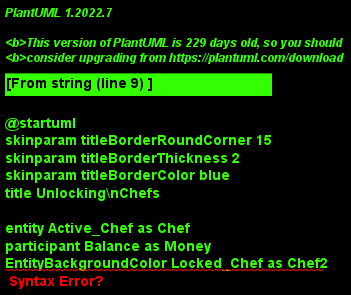 PlantUML 1.2022.7
<b>This version of PlantUML is 229 days old, so you should
<b>consider upgrading from https://plantuml.com/download
[From string (line 9) ]
@startuml
skinparam titleBorderRoundCorner 15
skinparam titleBorderThickness 2
skinparam titleBorderColor blue
title Unlocking\nChefs
entity Active_Chef as Chef
participant Balance as Money
EntityBackgroundColor Locked_Chef as Chef2
Syntax Error?